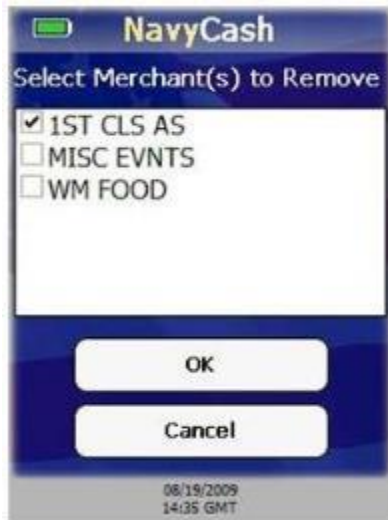 NavyCash
Select Merchant(s) to Remove
1ST CLS AS
MISC EVNTS
WM FOOD
OK
Cancel
08/19/2009
14:35 GMT